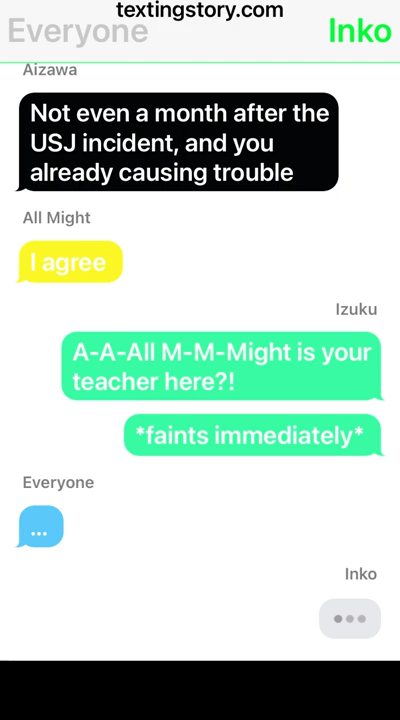 textingstory.com
Everyone
Inko
Aizawa
Not even a month after the
USJ incident, and you
already causing trouble
All Might
I agree
Izuku
A-A-All M-M-Might is your
teacher here?!
*faints immediately*
Everyone
...
Inko